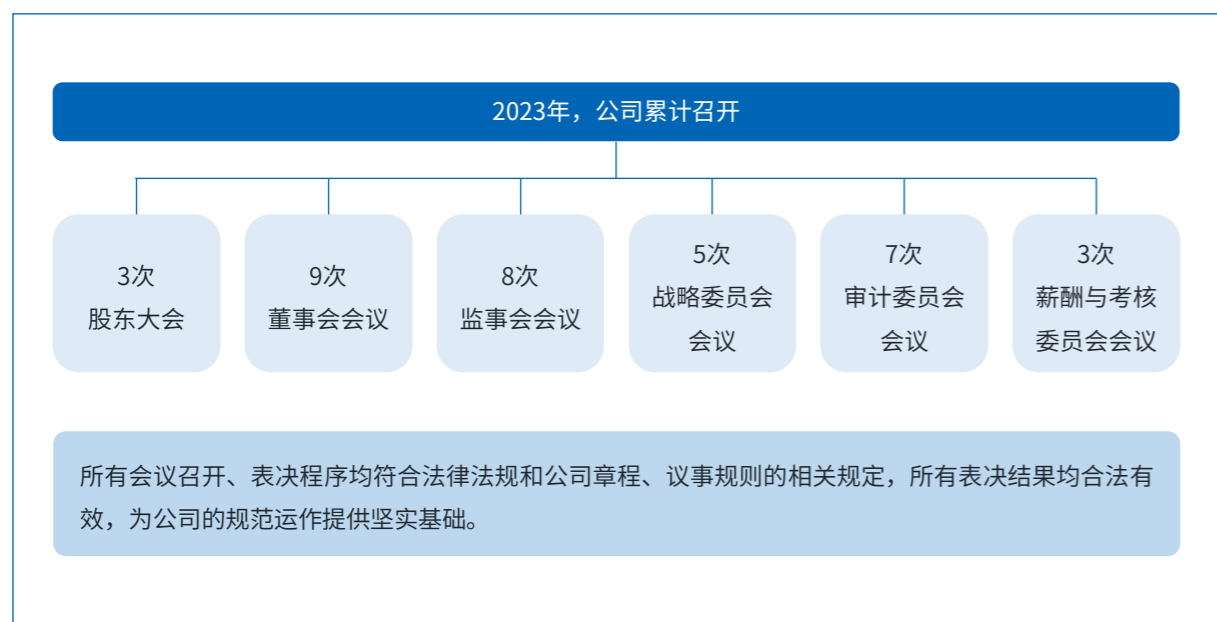 2023年，公司累计召开
3次
股东大会
9次
董事会会议
8次
监事会会议
5次
战略委员会
会议
7次
审计委员会
会议
3次
薪酬与考核
委员会会议
所有会议召开、表决程序均符合法律法规和公司章程、议事规则的相关规定，所有表决结果均合法有
效，为公司的规范运作提供坚实基础。